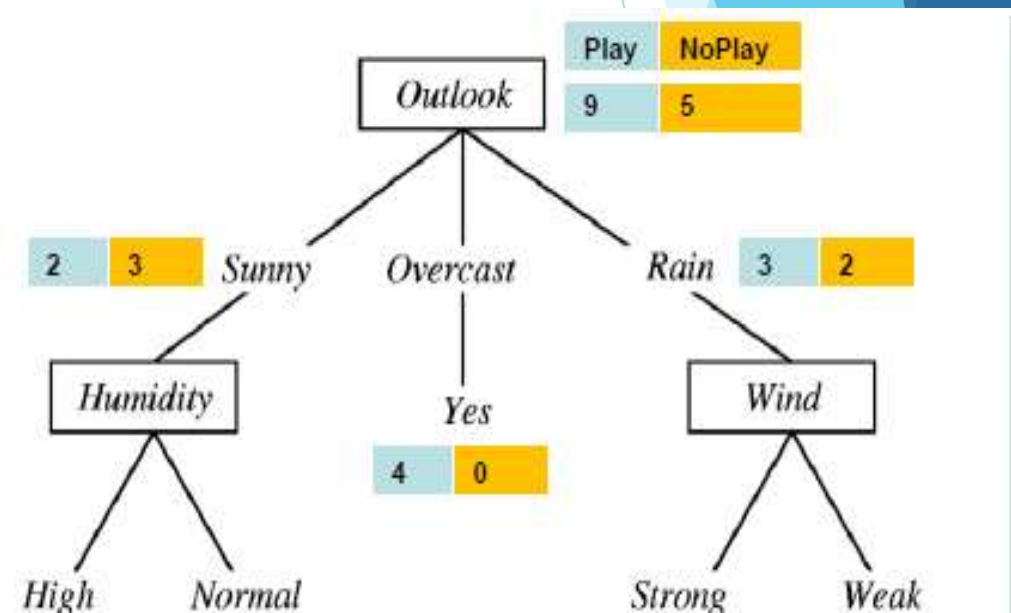 Play NoPlay
Outlook
9 5
2 3 Sunny Overcast Rain 3 2
Humidity Yes Wind
4 0
High Normal Strong Weak